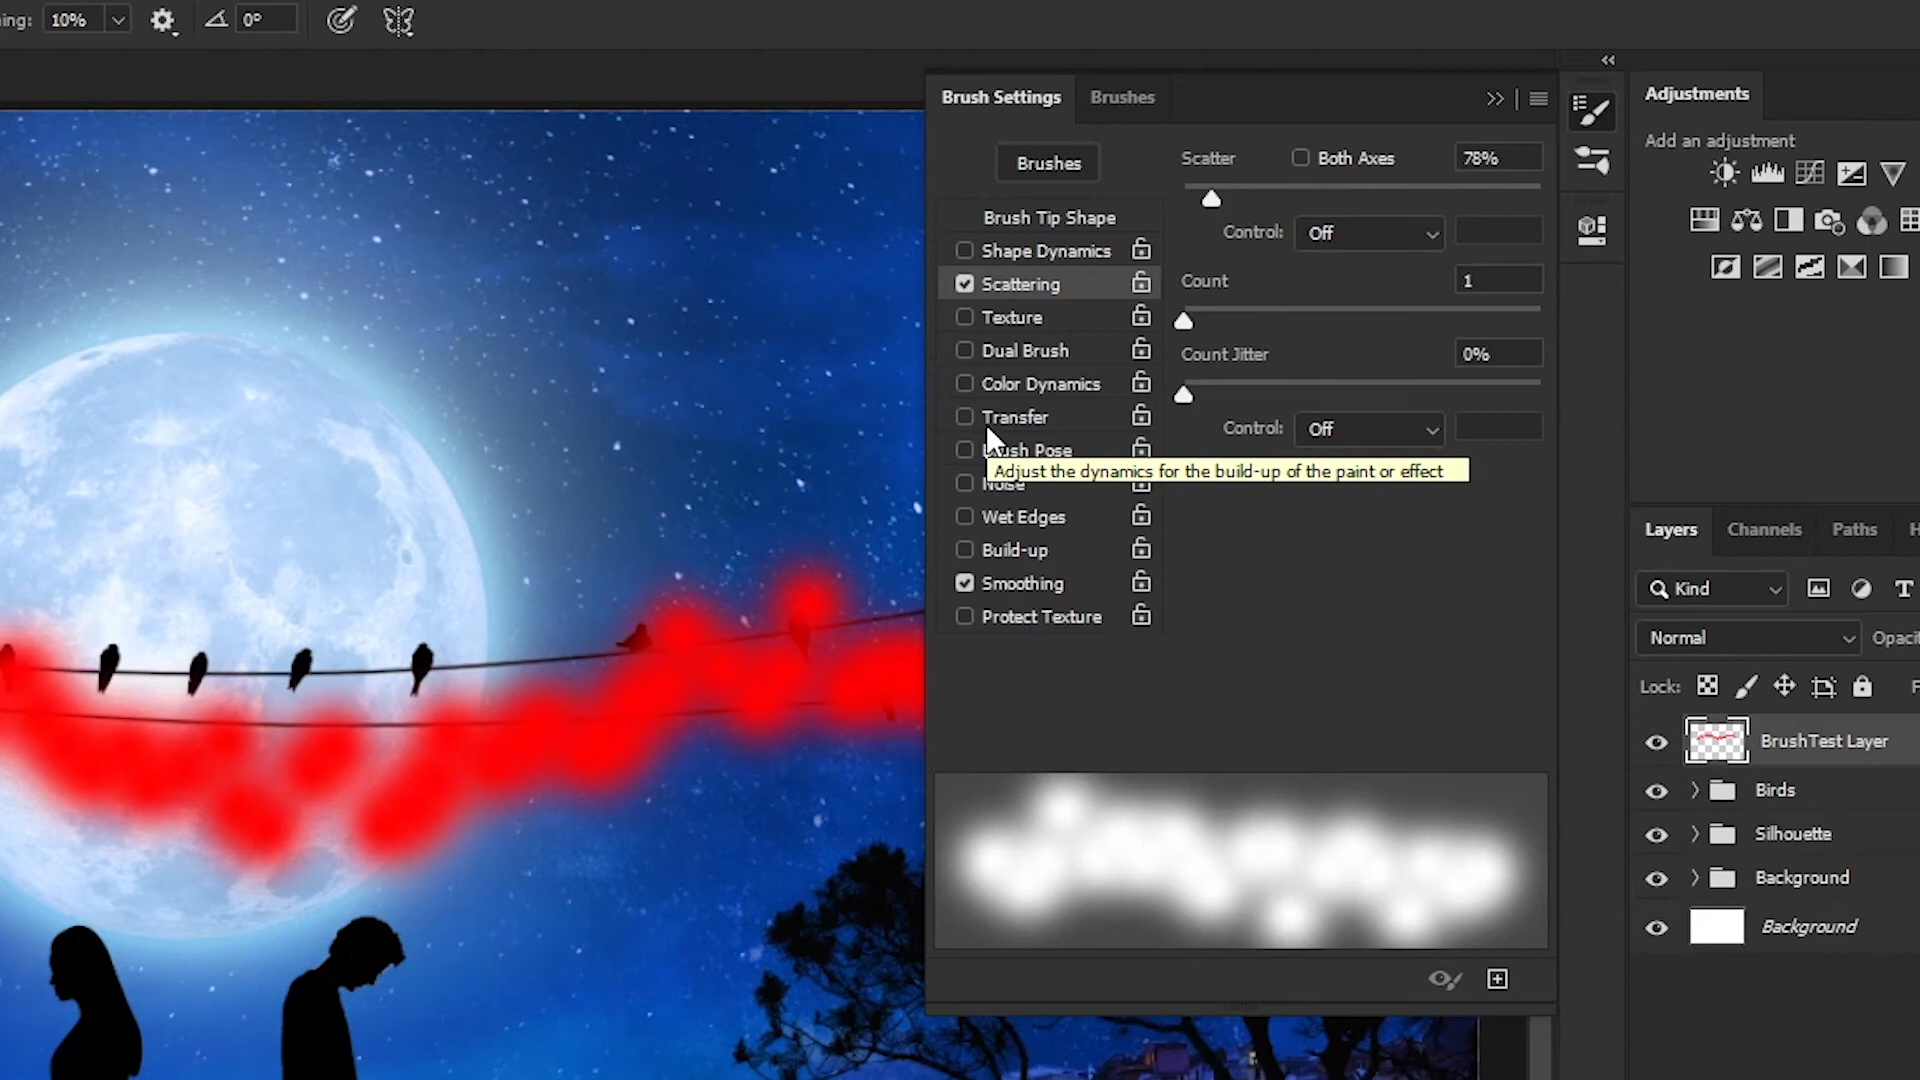 ing: 10% 0°
Brush Settings Brushes
Brushes
Brush Tip Shape
Shape Dynamics
Scattering
Texture
Dual Brush
Color Dynamics
Transfer
Brush Pose
Noise
Wet Edges
Build-up
Smoothing
Protect Texture
Scatter Both Axes 78%
Control: Off
Count 1
Count Jitter 0%
Control: Off
Adjust the dynamics for the build-up of the paint or effect
Adjustments
Add an adjustment
Layers Channels Paths H
Kind
Normal Opacit
Lock: F
BrushTest Layer
Birds
Silhouette
Background
Background